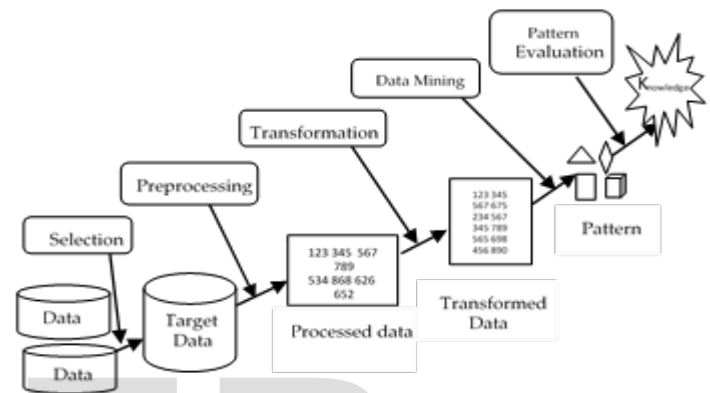 Pattern
Evaluation
Knowledge
Data Mining
Transformation
Preprocessing
Selection
123 345
567 675
234 567
345 789
565 698
456 890
Pattern
123 345 567
789
534 868 626
652
Transformed
Data
Processed data
Target
Data
Data
Data